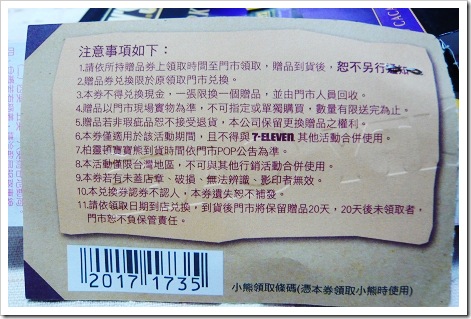 注意事項如下：
1.請依所持贈品券上領取時間至門市領取，贈品到貨後，恕不另行
2.贈品券兌換限於原領取門市兌換。
3.本券不得兌換現金，一張限換一個贈品，並由門市人員回收。
4.贈品以門市現場實物為準，不可指定或單獨購買，數量有限送完為止。
5.贈品若非瑕疵品恕不接受退貨，本公司保留更換贈品之權利。
6.本券僅適用於該活動期間，且不得與7-ELEVEN其他活動合併使用。
7.柏靈頓寶寶熊到貨時間依門市POP公告為準。
8.本活動僅限台灣地區，不可與其他行銷活動合併使用。
9.本券若有未蓋店章、破損、無法辨識、影印者無效。
10.本兌換券認券不認人，本券遺失恕不補發。
11.請依領取日期到店兌換，到貨後門市將保留贈品20天，20天後未領取者，
門市恕不負保管責任。
20171735
小熊領取條碼(憑本券領取小熊時使用)
CACA